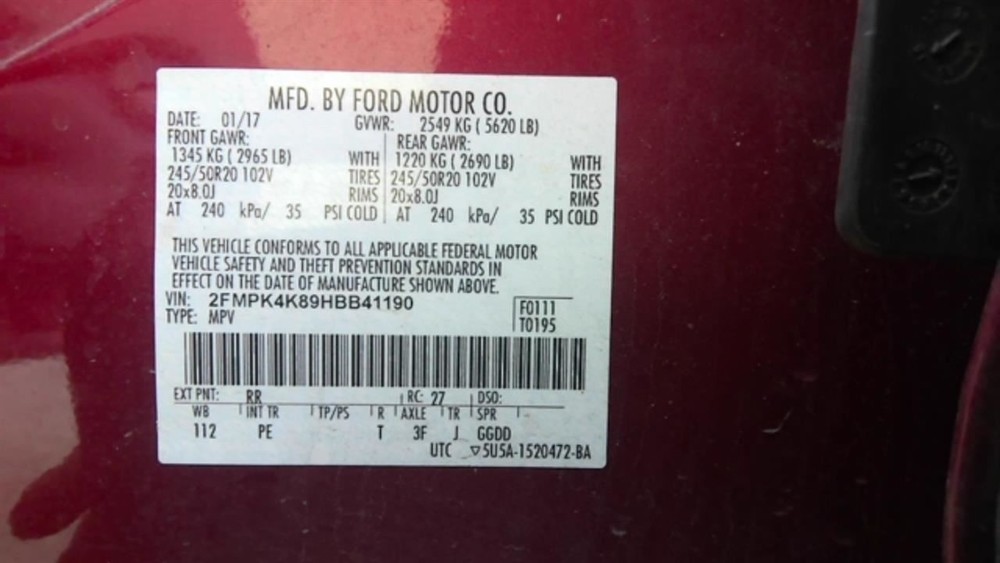 MFD. BY FORD MOTOR CO.
DATE: 01/17 GVWR: 2549 KG ( 5620 LB)
FRONT GAWR: REAR GAWR:
1345 KG ( 2965 LB) WITH 1220 KG ( 2690 LB) WITH
245/50R20 102V TIRES 245/50R20 102V TIRES
20x8.0J RIMS 20x8.0J RIMS
AT 240 kPa/ 35 PSI COLD AT 240 kPa/ 35 PSI COLD
THIS VEHICLE CONFORMS TO ALL APPLICABLE FEDERAL MOTOR
VEHICLE SAFETY AND THEFT PREVENTION STANDARDS IN
EFFECT ON THE DATE OF MANUFACTURE SHOWN ABOVE.
VIN: 2FMPK4K89HBB41190 F0111
TYPE: MPV T0195
EXT PNT: RR RC: 27 DSO:
WB INT TR TP/PS R AXLE TR SPR
112 PE T 3F J GGDD
UTC ▽5U5A-1520472-BA